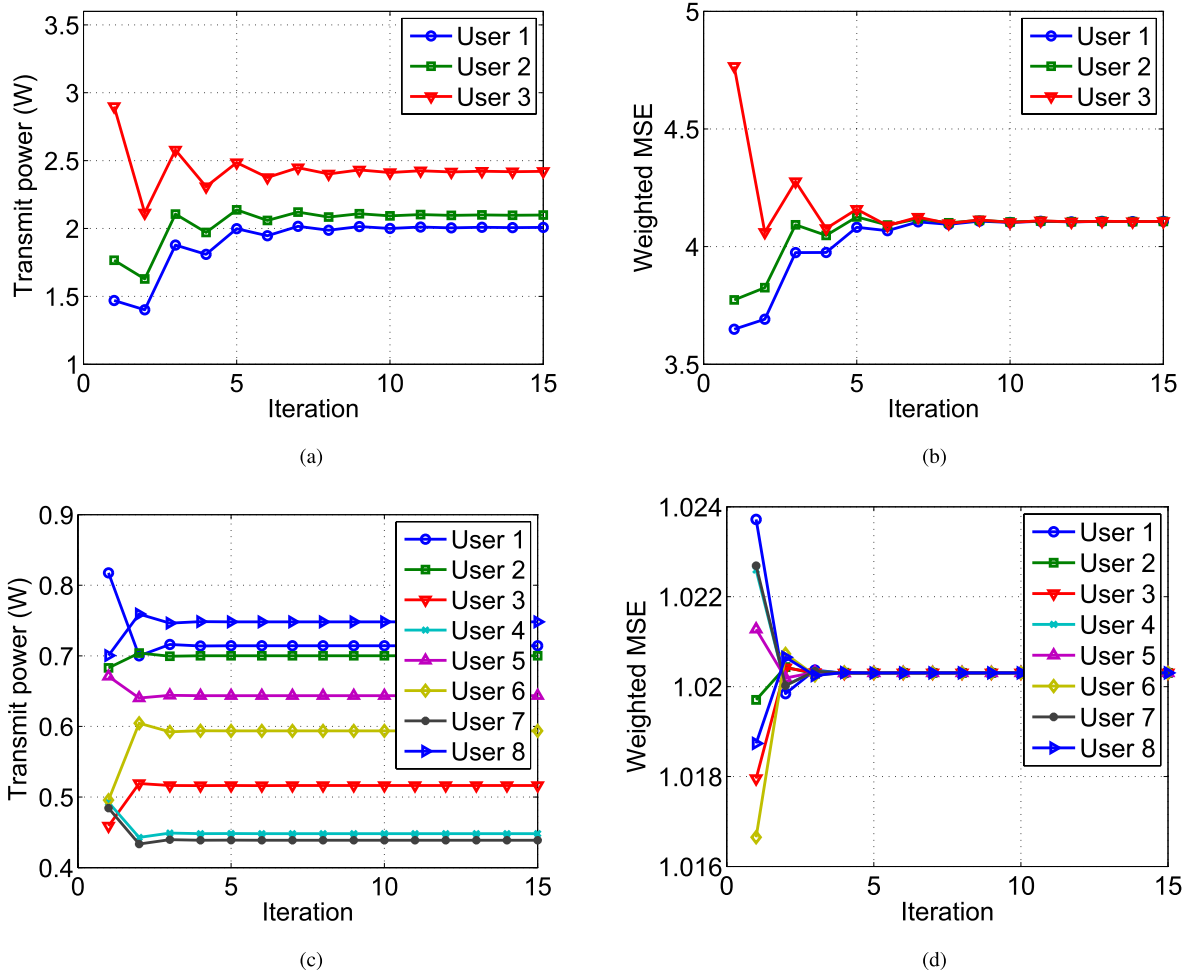 3.5
3
2.5
2
1.5
1
0
5
10
15
Transmit power (W)
Iteration
User 1
User 2
User 3
(a)
5
4.5
4
3.5
0
5
10
15
Weighted MSE
Iteration
User 1
User 2
User 3
(b)
0.9
0.8
0.7
0.6
0.5
0.4
0
5
10
15
Transmit power (W)
Iteration
User 1
User 2
User 3
User 4
User 5
User 6
User 7
User 8
(c)
1.024
1.022
1.02
1.018
1.016
0
5
10
15
Weighted MSE
Iteration
User 1
User 2
User 3
User 4
User 5
User 6
User 7
User 8
(d)